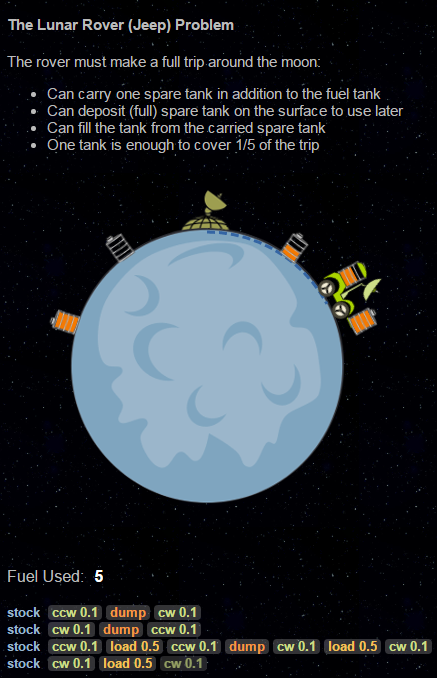 The Lunar Rover (Jeep) Problem
The rover must make a full trip around the moon:
Can carry one spare tank in addition to the fuel tank
Can deposit (full) spare tank on the surface to use later
Can fill the tank from the carried spare tank
One tank is enough to cover 1/5 of the trip
Fuel Used: 5
stock ccw 0.1 dump cw 0.1
stock cw 0.1 dump ccw 0.1
stock ccw 0.1 load 0.5 ccw 0.1 dump cw 0.1 load 0.5 cw 0.1
stock cw 0.1 load 0.5 cw 0.1